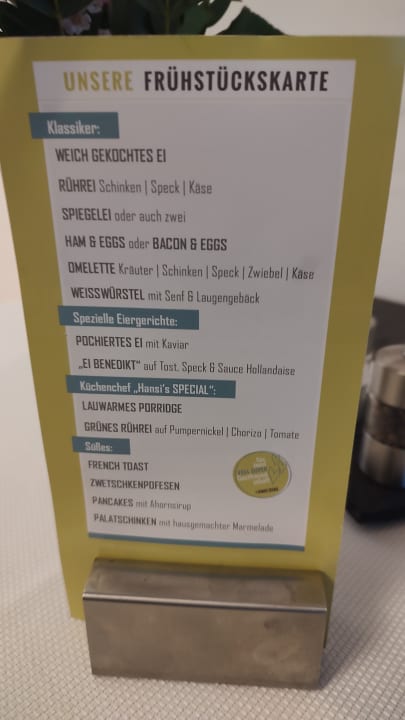 UNSERE FRÜHSTÜCKSKARTE
Klassiker:
WEICH GEKOCHTES EI
RÜHREI Schinken | Speck | Käse
SPIEGELEI oder auch zwei
HAM & EGGS oder BACON & EGGS
OMELETTE Kräuter | Schinken | Speck | Zwiebel | Käse
WEISSWÜRSTEL mit Senf & Laugengebäck
Spezielle Eiergerichte:
POCHIERTES EI mit Kaviar
„EI BENEDIKT" auf Tost, Speck & Sauce Hollandaise
Küchenchef „Hansi's SPECIAL":
LAUWARMES PORRIDGE
GRÜNES RÜHREI auf Pumpernickel | Chorizo | Tomate
Süßes:
FRENCH TOAST
ZWETSCHKENPOFESEN
PANCAKES mit Ahornsirup
PALATSCHINKEN mit hausgemachter Marmelade